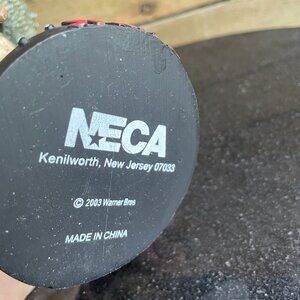 NECA
Kenilworth, New Jersey 07033
© 2003 Warner Bros
MADE IN CHINA